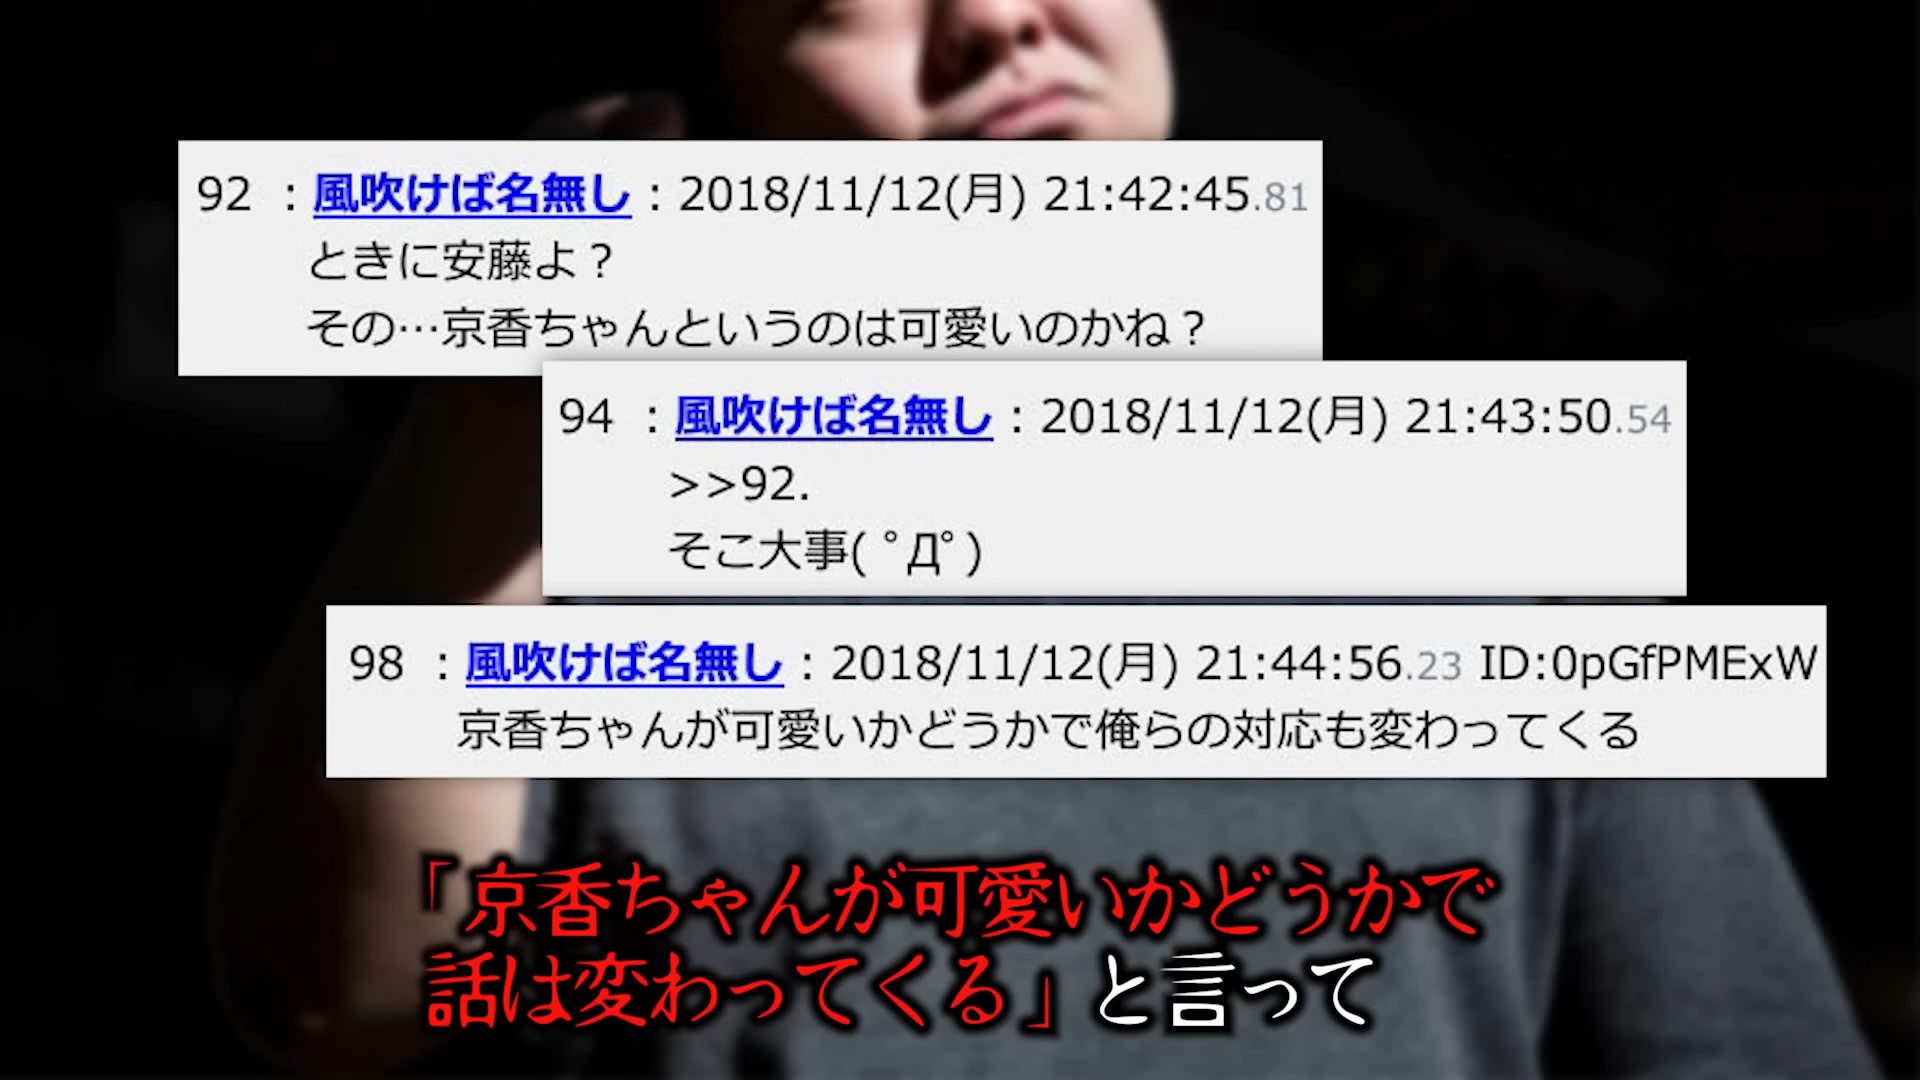 92 ：風吹けば名無し：2018/11/12(月) 21:42:45.81
ときに安藤よ？
その…京香ちゃんというのは可愛いのかね？
94 ：風吹けば名無し：2018/11/12(月) 21:43:50.54
>>92.
そこ大事( ﾟДﾟ)
98 ：風吹けば名無し：2018/11/12(月) 21:44:56.23 ID:0pGfPMExW
京香ちゃんが可愛いかどうかで俺らの対応も変わってくる
「京香ちゃんが可愛いかどうかで
話は変わってくる」と言って